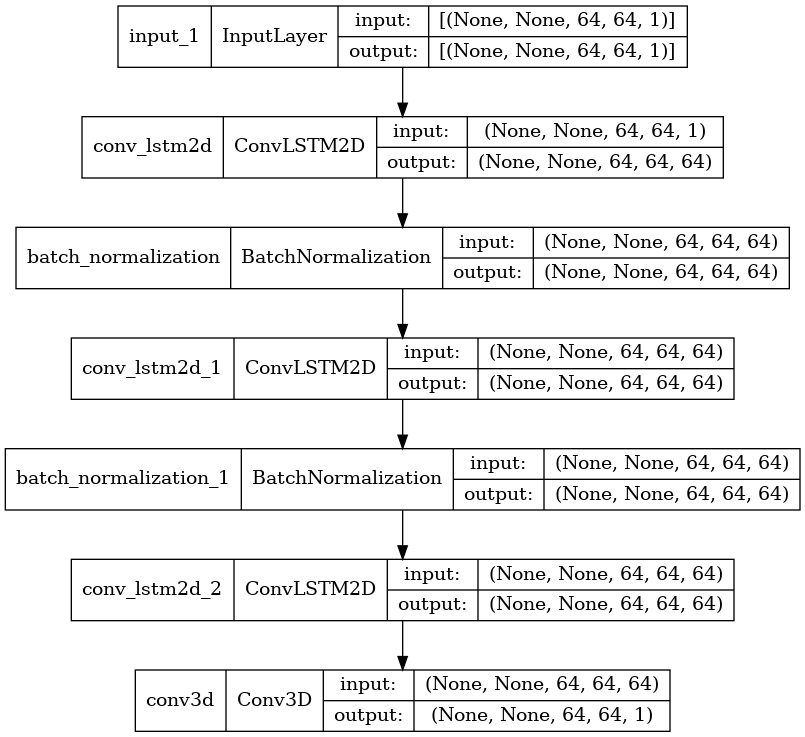 input_1 InputLayer input: [(None, None, 64, 64, 1)]
output: [(None, None, 64, 64, 1)]
conv_lstm2d ConvLSTM2D input: (None, None, 64, 64, 1)
output: (None, None, 64, 64, 64)
batch_normalization BatchNormalization input: (None, None, 64, 64, 64)
output: (None, None, 64, 64, 64)
conv_lstm2d_1 ConvLSTM2D input: (None, None, 64, 64, 64)
output: (None, None, 64, 64, 64)
batch_normalization_1 BatchNormalization input: (None, None, 64, 64, 64)
output: (None, None, 64, 64, 64)
conv_lstm2d_2 ConvLSTM2D input: (None, None, 64, 64, 64)
output: (None, None, 64, 64, 64)
conv3d Conv3D input: (None, None, 64, 64, 64)
output: (None, None, 64, 64, 1)